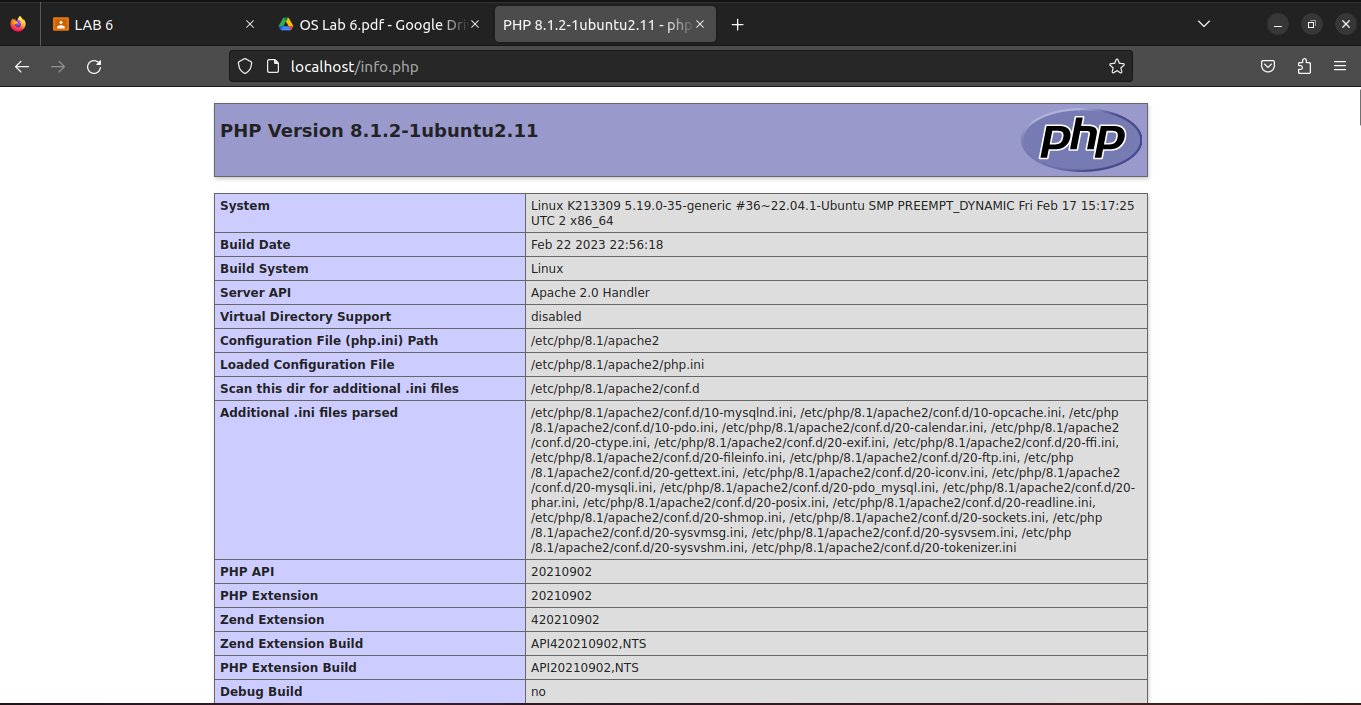 LAB 6
OS Lab 6.pdf - Google Dri
PHP 8.1.2-1ubuntu2.11 - php
localhost/info.php
PHP Version 8.1.2-1ubuntu2.11
php
System Linux K213309 5.19.0-35-generic #36~22.04.1-Ubuntu SMP PREEMPT_DYNAMIC Fri Feb 17 15:17:25
UTC 2 x86_64
Build Date Feb 22 2023 22:56:18
Build System Linux
Server API Apache 2.0 Handler
Virtual Directory Support disabled
Configuration File (php.ini) Path /etc/php/8.1/apache2
Loaded Configuration File /etc/php/8.1/apache2/php.ini
Scan this dir for additional .ini files /etc/php/8.1/apache2/conf.d
Additional .ini files parsed /etc/php/8.1/apache2/conf.d/10-mysqlnd.ini, /etc/php/8.1/apache2/conf.d/10-opcache.ini, /etc/php
/8.1/apache2/conf.d/10-pdo.ini, /etc/php/8.1/apache2/conf.d/20-calendar.ini, /etc/php/8.1/apache2
/conf.d/20-ctype.ini, /etc/php/8.1/apache2/conf.d/20-exif.ini, /etc/php/8.1/apache2/conf.d/20-ffi.ini,
/etc/php/8.1/apache2/conf.d/20-fileinfo.ini, /etc/php/8.1/apache2/conf.d/20-ftp.ini, /etc/php
/8.1/apache2/conf.d/20-gettext.ini, /etc/php/8.1/apache2/conf.d/20-iconv.ini, /etc/php/8.1/apache2
/conf.d/20-mysqli.ini, /etc/php/8.1/apache2/conf.d/20-pdo_mysql.ini, /etc/php/8.1/apache2/conf.d/20-
phar.ini, /etc/php/8.1/apache2/conf.d/20-posix.ini, /etc/php/8.1/apache2/conf.d/20-readline.ini,
/etc/php/8.1/apache2/conf.d/20-shmop.ini, /etc/php/8.1/apache2/conf.d/20-sockets.ini, /etc/php
/8.1/apache2/conf.d/20-sysvmsg.ini, /etc/php/8.1/apache2/conf.d/20-sysvsem.ini, /etc/php
/8.1/apache2/conf.d/20-sysvshm.ini, /etc/php/8.1/apache2/conf.d/20-tokenizer.ini
PHP API 20210902
PHP Extension 20210902
Zend Extension 420210902
Zend Extension Build API420210902,NTS
PHP Extension Build API20210902,NTS
Debug Build no